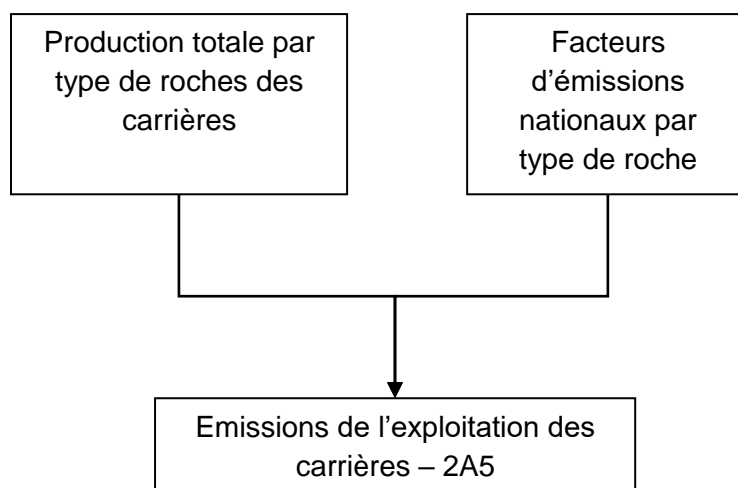 Production totale par
type de roches des
carrières
Facteurs
d’émissions
nationaux par
type de roche
Emissions de l’exploitation des
carrières – 2A5